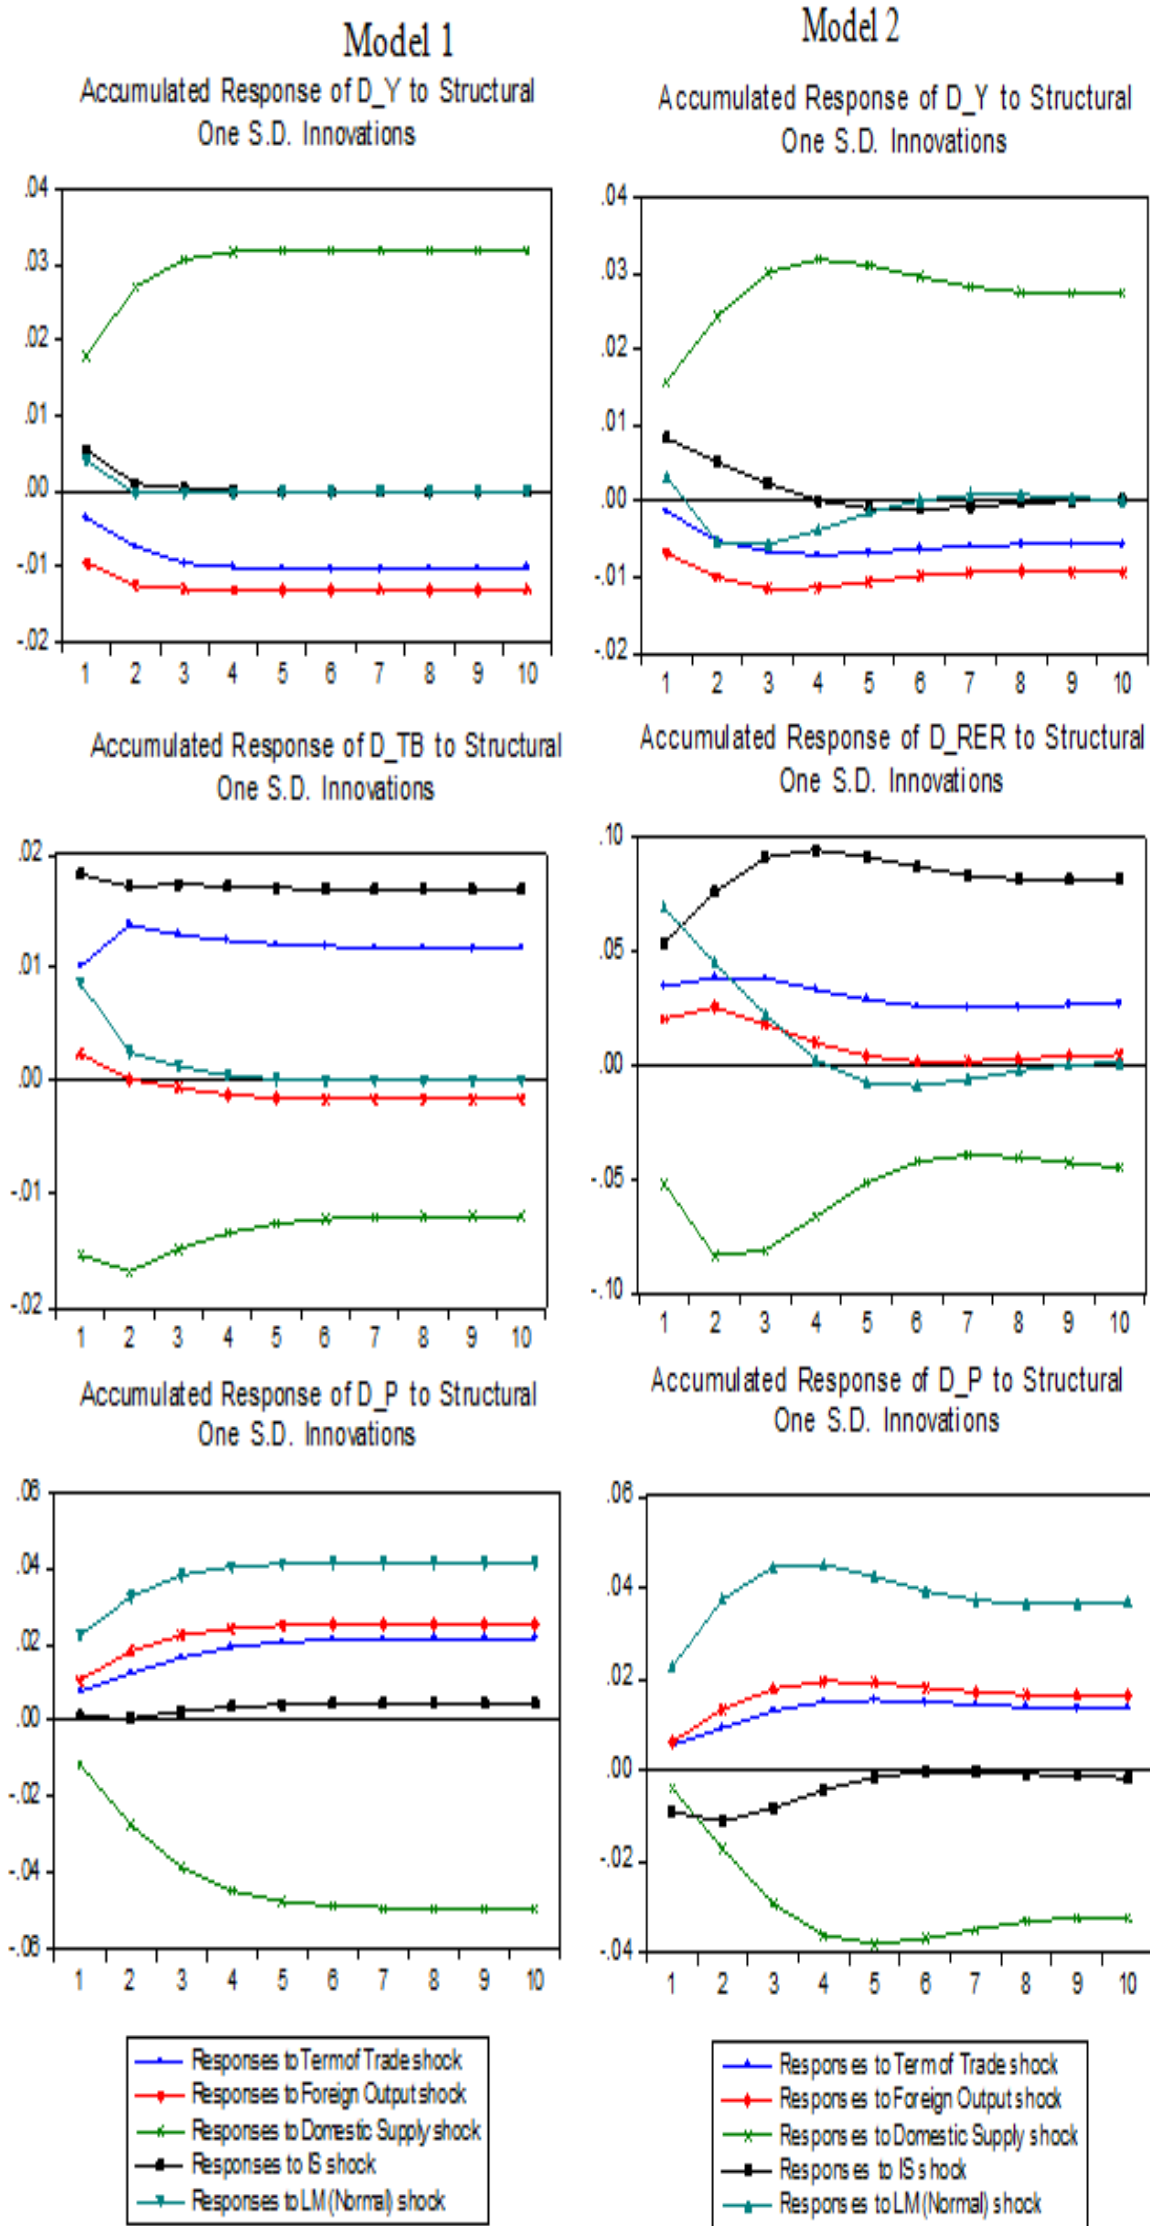 Model 1
Accumulated Response of D_Y to Structural
One S.D. Innovations
.04
.03
.02
.01
.00
-.01
-.02
1 2 3 4 5 6 7 8 9 10
Model 2
Accumulated Response of D_Y to Structural
One S.D. Innovations
.04
.03
.02
.01
.00
-.01
-.02
1 2 3 4 5 6 7 8 9 10
Accumulated Response of D_TB to Structural
One S.D. Innovations
.02
.01
.00
-.01
-.02
1 2 3 4 5 6 7 8 9 10
Accumulated Response of D_RER to Structural
One S.D. Innovations
.10
.05
.00
-.05
-.10
1 2 3 4 5 6 7 8 9 10
Accumulated Response of D_P to Structural
One S.D. Innovations
.06
.04
.02
.00
-.02
-.04
-.06
1 2 3 4 5 6 7 8 9 10
Accumulated Response of D_P to Structural
One S.D. Innovations
.06
.04
.02
.00
-.02
-.04
1 2 3 4 5 6 7 8 9 10
Responses to Term of Trade shock
Responses to Foreign Output shock
Responses to Domestic Supply shock
Responses to IS shock
Responses to LM (Normal) shock
Responses to Term of Trade shock
Responses to Foreign Output shock
Responses to Domestic Supply shock
Responses to IS shock
Responses to LM (Normal) shock